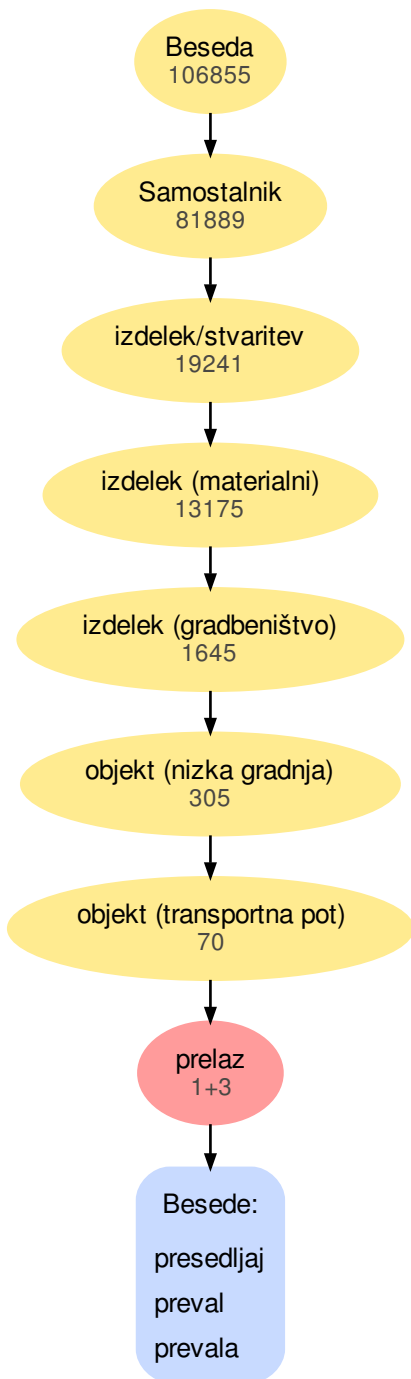 Beseda
106855
Samostalnik
81889
izdelek/stvaritev
19241
izdelek (materialni)
13175
izdelek (gradbeništvo)
1645
objekt (nizka gradnja)
305
objekt (transportna pot)
70
prelaz
1+3
Besede:
presedljaj
preval
prevala